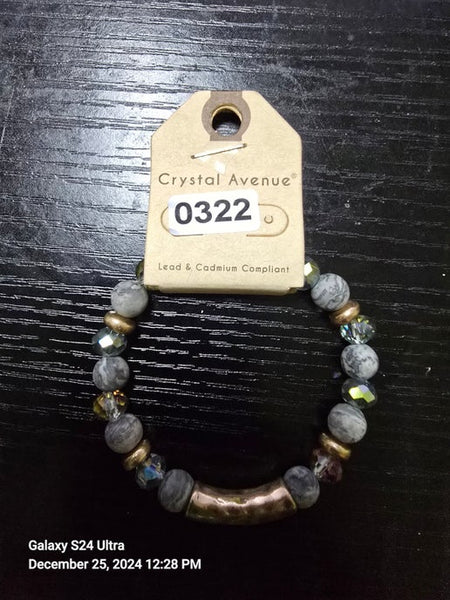 Crystal Avenue®
0322
Lead & Cadmium Compliant
Galaxy S24 Ultra
December 25, 2024 12:28 PM